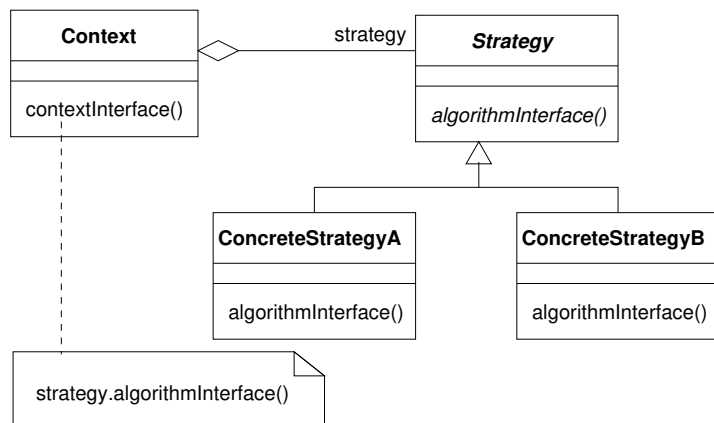 Context
strategy
Strategy
contextInterface()
algorithmInterface()
ConcreteStrategyA
ConcreteStrategyB
algorithmInterface()
algorithmInterface()
strategy.algorithmInterface()